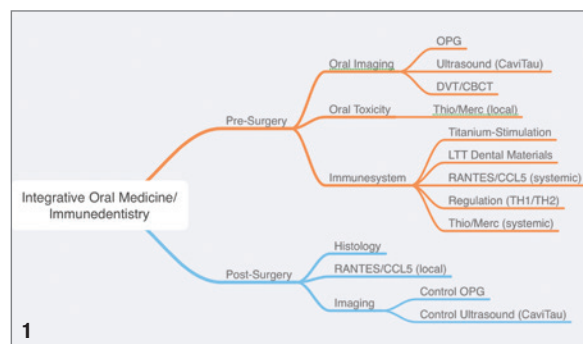 OPG
Oral Imaging
Ultrasound (CaviTau)
DVT/CBCT
Pre-Surgery
Oral Toxicity
Thio/Merc (local)
Titanium-Stimulation
LTT Dental Materials
Immunesystem
RANTES/CCL5 (systemic)
Regulation (TH1/TH2)
Thio/Merc (systemic)
Integrative Oral Medicine/
Immunedentistry
Histology
RANTES/CCL5 (local)
Post-Surgery
Control OPG
Imaging
Control Ultrasound (CaviTau)
1